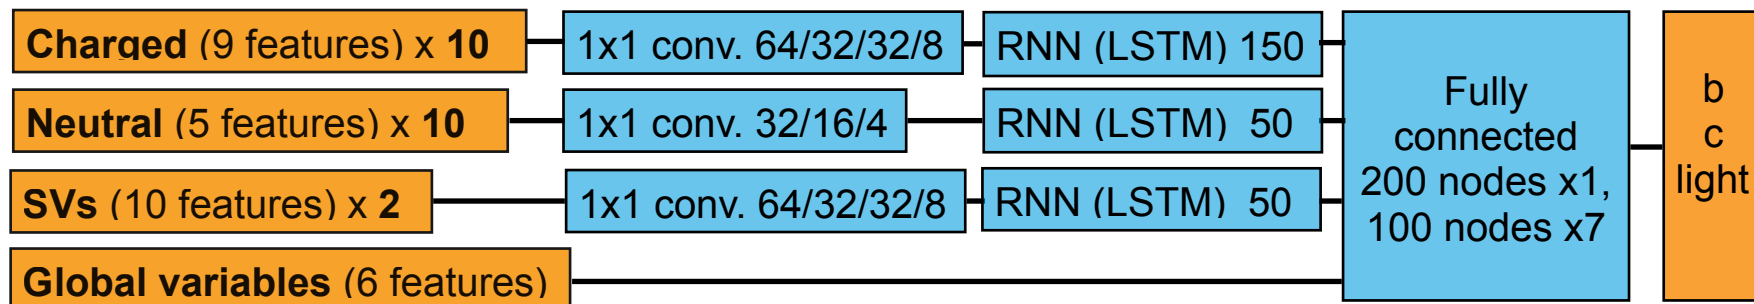 Charged (9 features) x 10
1x1 conv. 64/32/32/8
RNN (LSTM) 150
Neutral (5 features) x 10
1x1 conv. 32/16/4
RNN (LSTM) 50
SVs (10 features) x 2
1x1 conv. 64/32/32/8
RNN (LSTM) 50
Global variables (6 features)
Fully
connected
200 nodes x1,
100 nodes x7
b
c
light